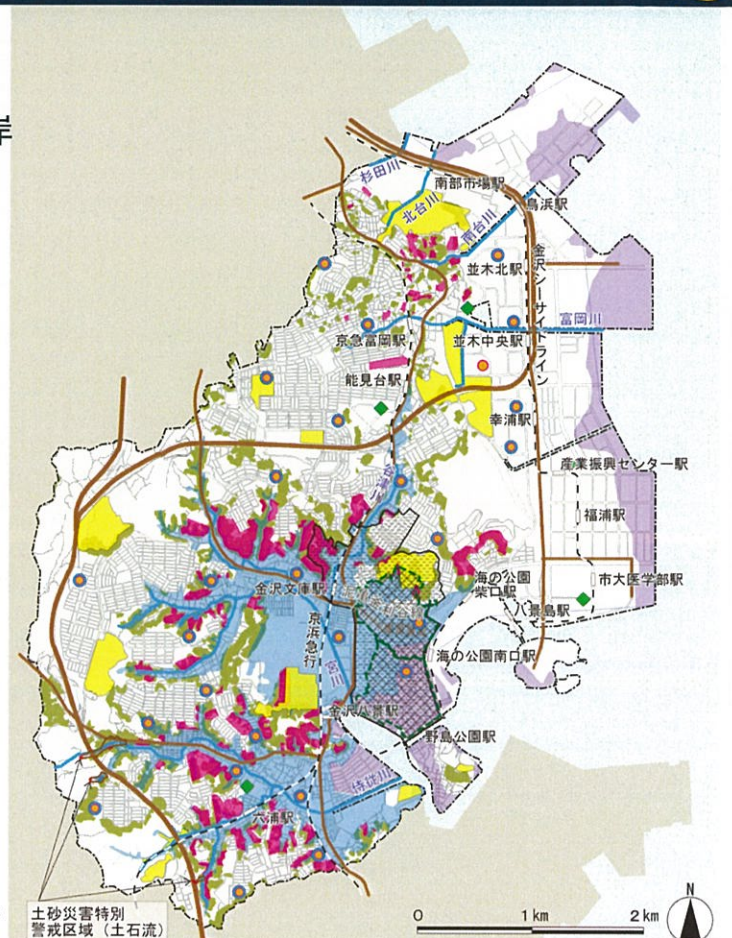 岸
杉田川
南部市場駅
北台川
鳥浜駅
南台川
並木北駅
金沢シーサイドライン
富岡川
京急富岡駅
並木中央駅
能見台駅
幸浦駅
産業振興センター駅
福浦駅
海の公園
柴口駅
市大医学部駅
金沢文庫駅
八景島駅
京浜急行
宮川
海の公園南口駅
金沢八景駅
野島公園駅
侍従川
六浦駅
土砂災害特別
警戒区域（土石流）
0 1km 2km
N